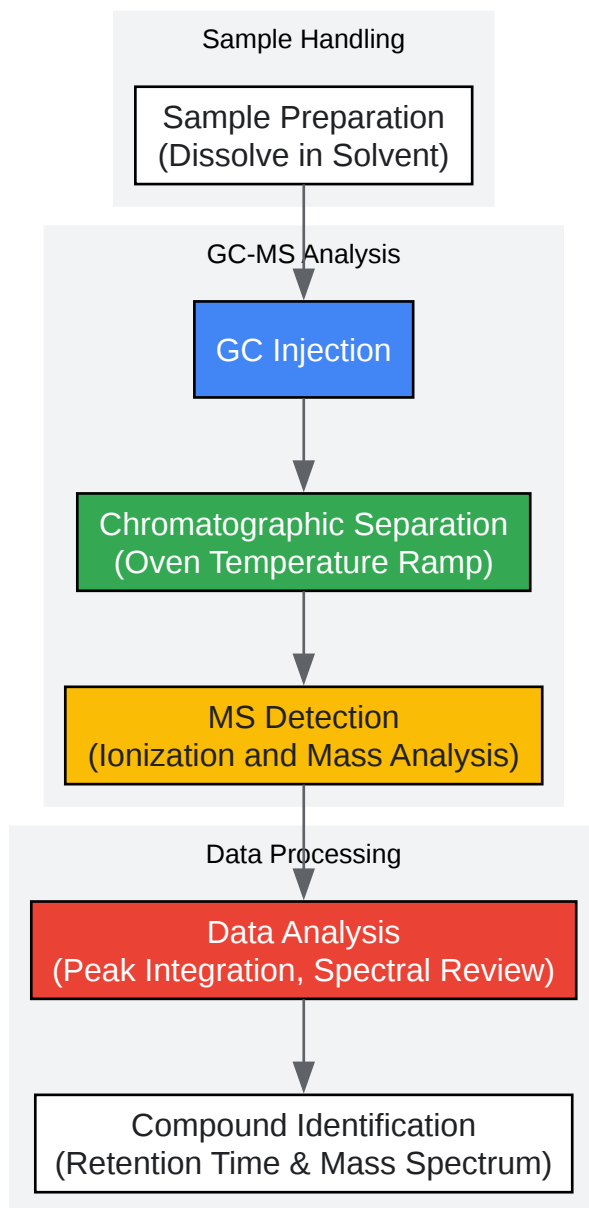 Sample Handling
Sample Preparation
(Dissolve in Solvent)
GC-MS Analysis
GC Injection
Chromatographic Separation
(Oven Temperature Ramp)
MS Detection
(Ionization and Mass Analysis)
Data Processing
Data Analysis
(Peak Integration, Spectral Review)
Compound Identification
(Retention Time & Mass Spectrum)